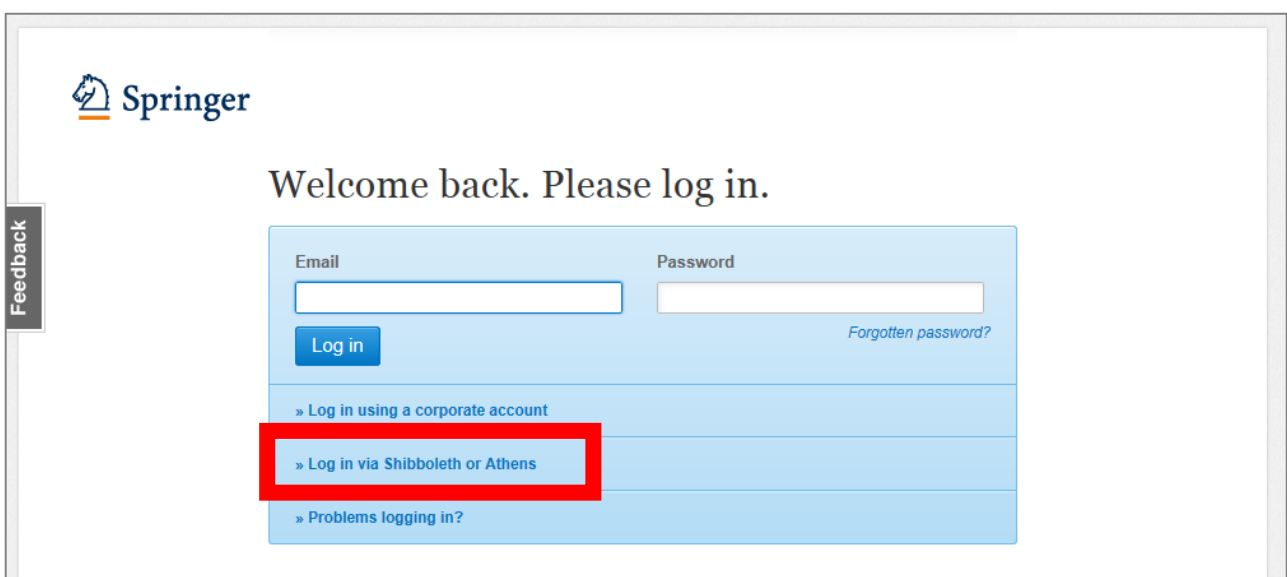 Springer
Welcome back. Please log in.
Feedback
Email
Password
Log in
Forgotten password?
» Log in using a corporate account
» Log in via Shibboleth or Athens
» Problems logging in?